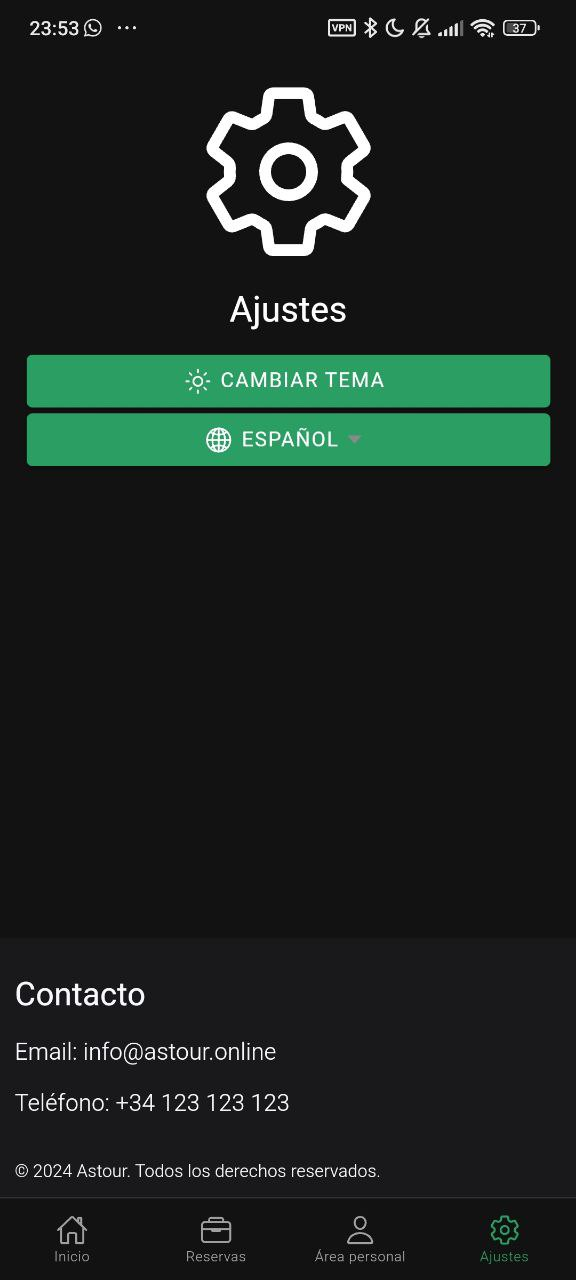 23:53
VPN
37
Ajustes
CAMBIAR TEMA
ESPAÑOL
Contacto
Email: info@astour.online
Teléfono: +34 123 123 123
© 2024 Astour. Todos los derechos reservados.
Inicio
Reservas
Área personal
Ajustes